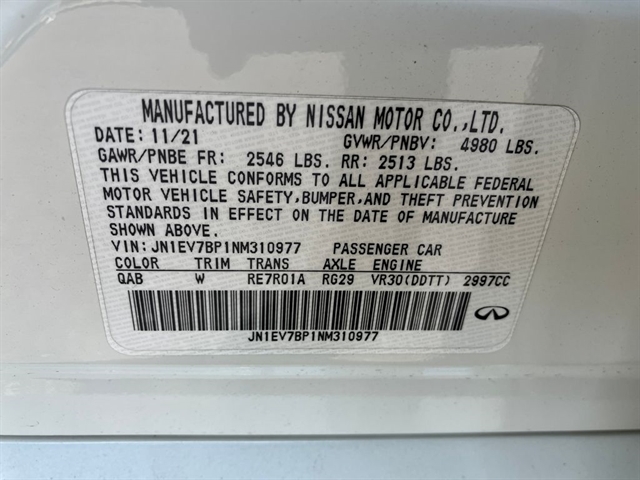 MANUFACTURED BY NISSAN MOTOR CO.,LTD.
DATE: 11/21 GVWR/PNBV: 4980 LBS.
GAWR/PNBE FR: 2546 LBS. RR: 2513 LBS.
THIS VEHICLE CONFORMS TO ALL APPLICABLE FEDERAL
MOTOR VEHICLE SAFETY, BUMPER, AND THEFT PREVENTION
STANDARDS IN EFFECT ON THE DATE OF MANUFACTURE
SHOWN ABOVE.
VIN: JN1EV7BP1NM310977 PASSENGER CAR
COLOR TRIM TRANS AXLE ENGINE
QAB W RE7R01A RG29 VR30(DDTT) 2997CC
JN1EV7BP1NM310977